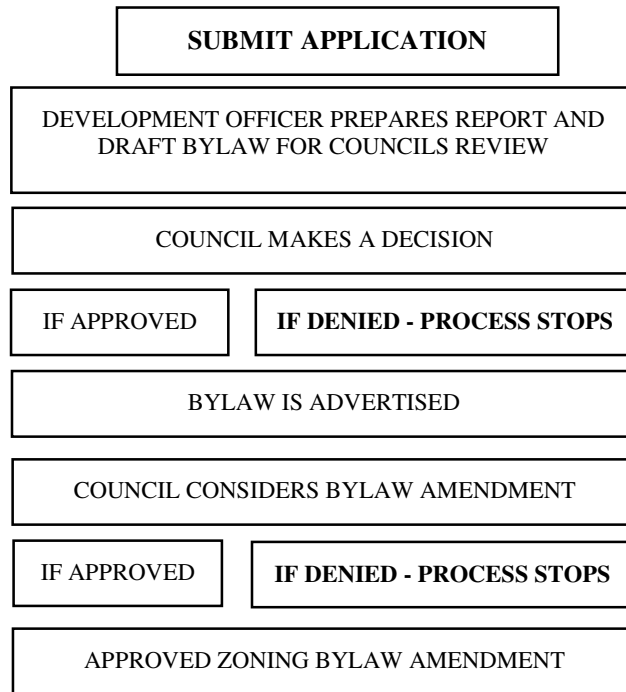 SUBMIT APPLICATION
DEVELOPMENT OFFICER PREPARES REPORT AND
DRAFT BYLAW FOR COUNCILS REVIEW
COUNCIL MAKES A DECISION
IF APPROVED
IF DENIED - PROCESS STOPS
BYLAW IS ADVERTISED
COUNCIL CONSIDERS BYLAW AMENDMENT
IF APPROVED
IF DENIED - PROCESS STOPS
APPROVED ZONING BYLAW AMENDMENT